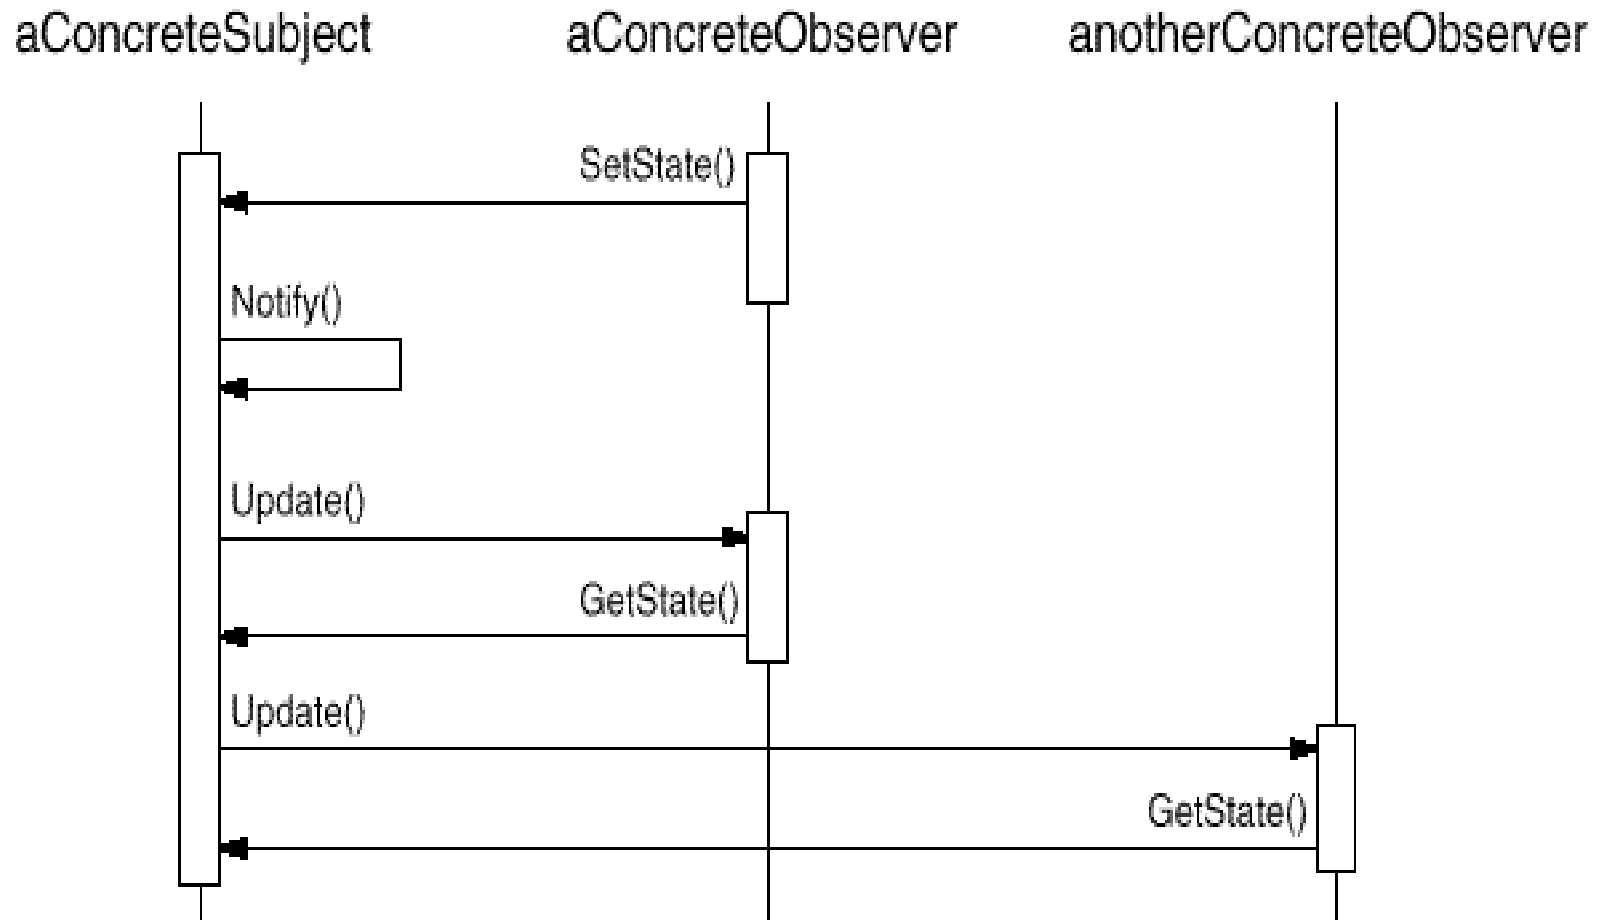 aConcreteSubject
aConcreteObserver
anotherConcreteObserver
SetState()
Notify()
Update()
GetState()
Update()
GetState()